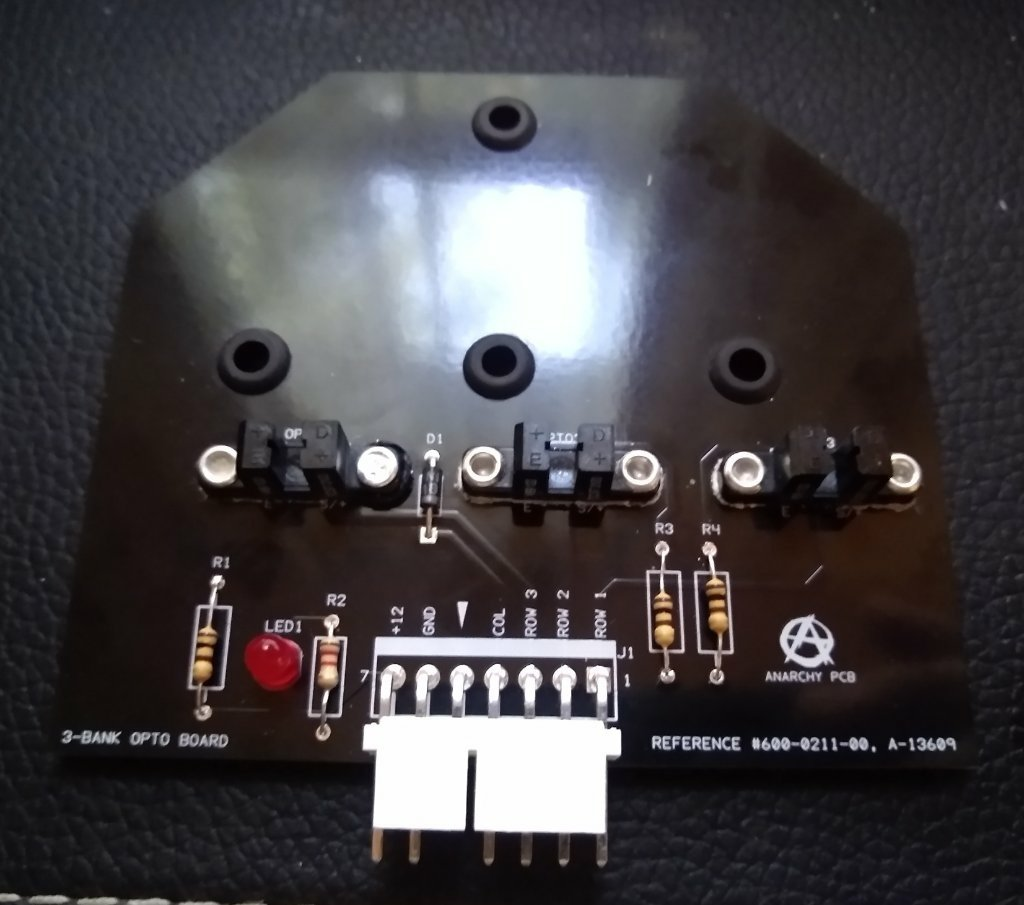 OP
D1
OPTO2
3
+
D
E
+
+
D
E
+
E
E
S/+
E
R3
R4
R1
R2
LED1
+12
GND
COL
ROW 3
ROW 2
ROW 1
J1
7
1
ANARCHY PCB
3-BANK OPTO BOARD
REFERENCE #600-0211-00, A-13609